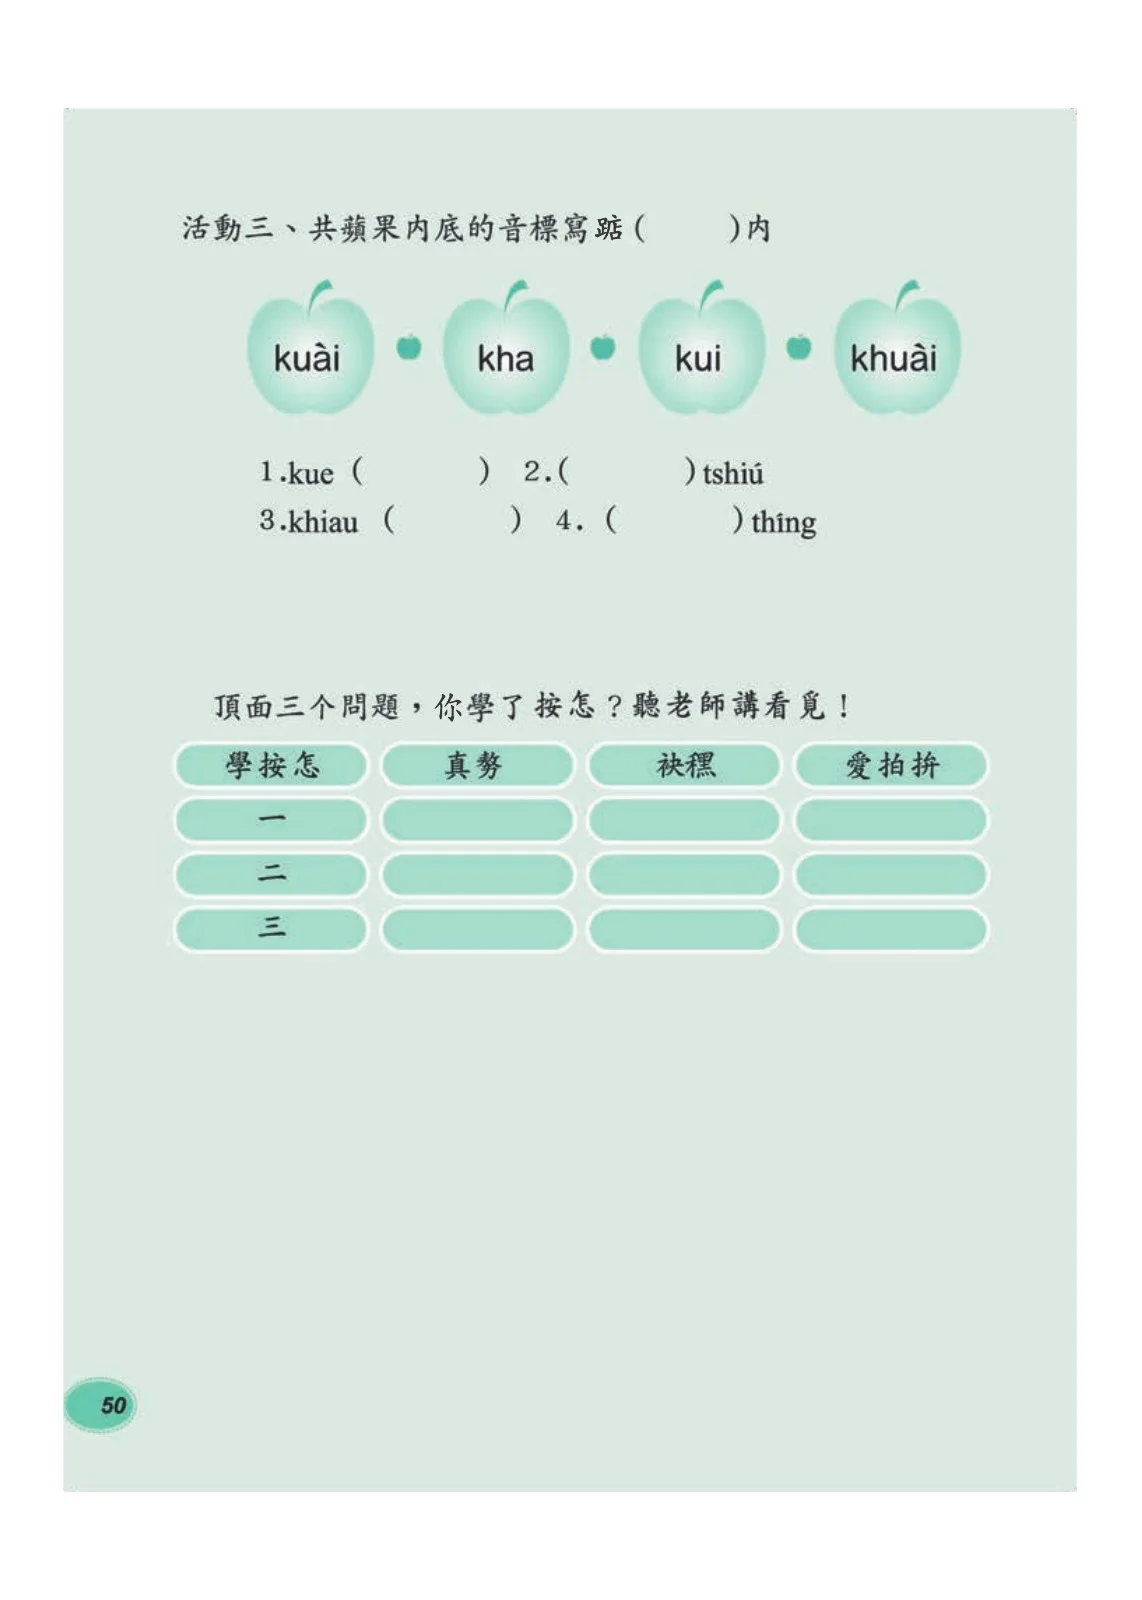 活動三、共蘋果內底的音標寫踮(　　)內
kuài　kha　kui　khuài
1.kue (　　)　2.(　　)tshiú
3.khiau (　　)　4. (　　)thîng
頂面三个問題，你學了按怎？聽老師講看覓！
學按怎　真勢　袂䆀　愛拍拚
一
二
三
50